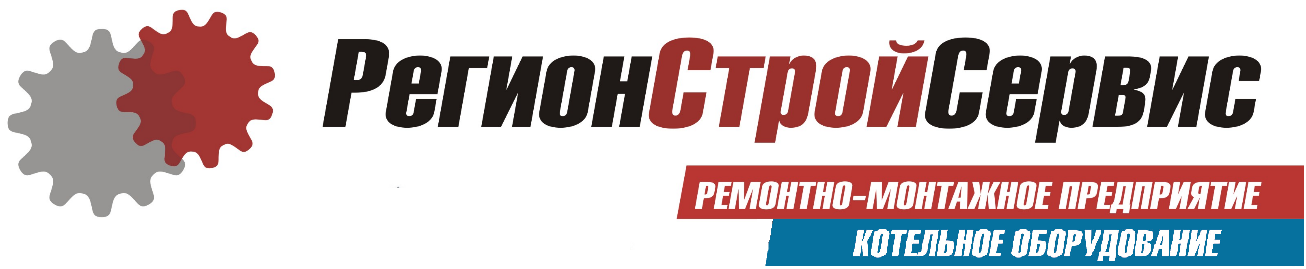 РегионСтройСервис
РЕМОНТНО-МОНТАЖНОЕ ПРЕДПРИЯТИЕ
КОТЕЛЬНОЕ ОБОРУДОВАНИЕ